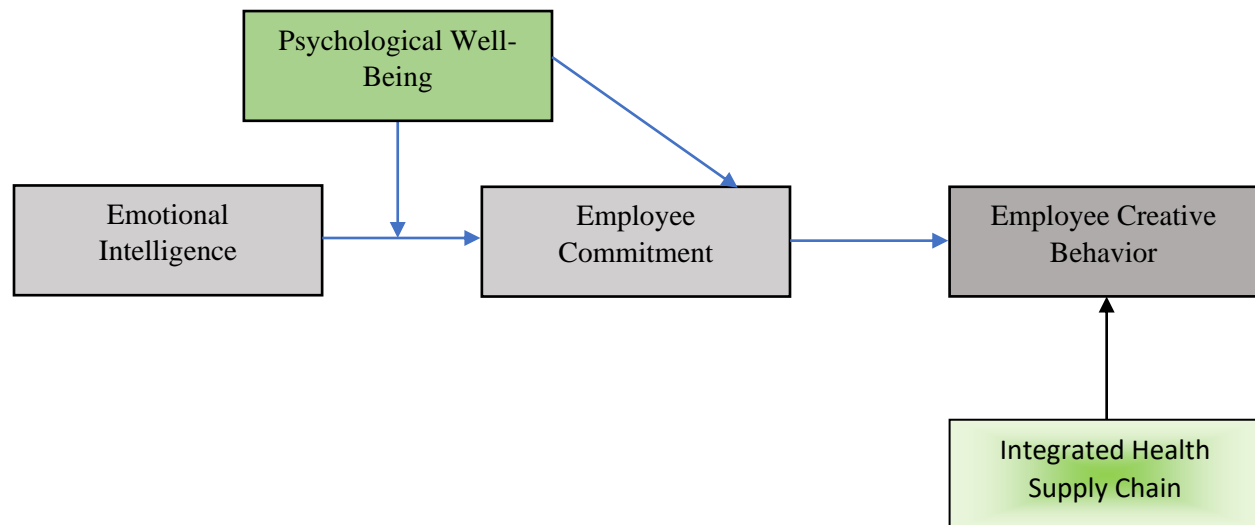 Psychological Well-
Being
Emotional
Intelligence
Employee
Commitment
Employee Creative
Behavior
Integrated Health
Supply Chain